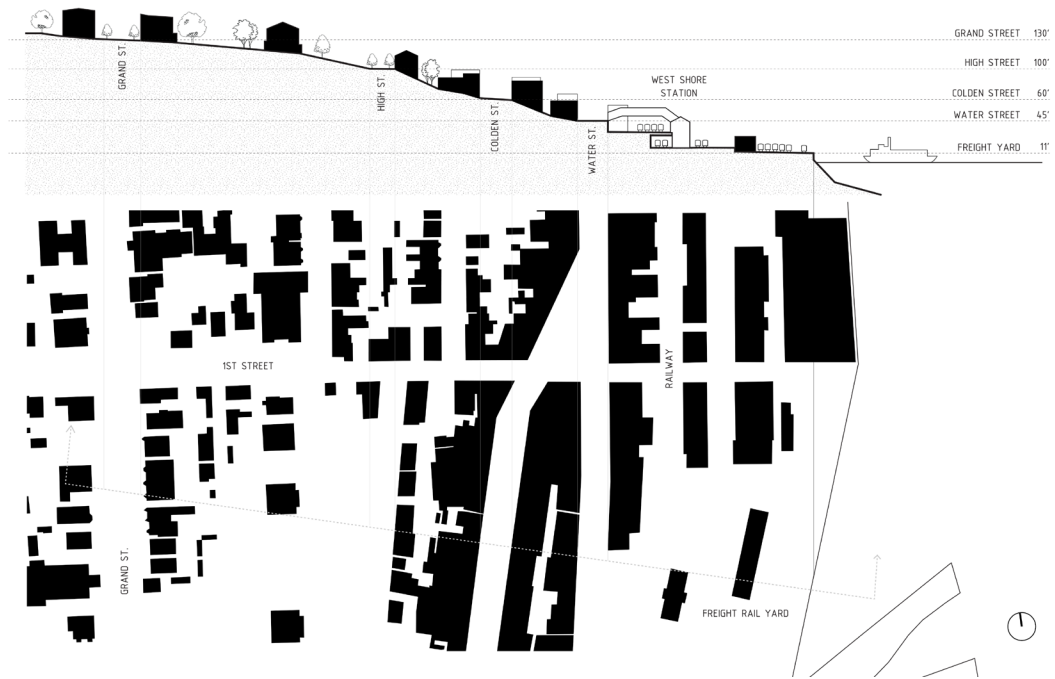 GRAND STREET 130'
HIGH STREET 100'
WEST SHORE
STATION
COLDEN STREET 60'
WATER STREET 45'
FREIGHT YARD 11'
GRAND ST.
HIGH ST.
COLDEN ST.
WATER ST.
1ST STREET
RAILWAY
GRAND ST.
FREIGHT RAIL YARD